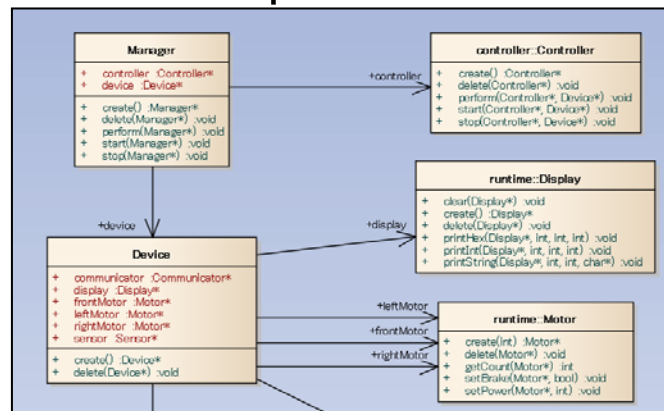 Manager
+ controller :Controller*
+ device :Device*
+ create() :Manager*
+ delete(Manager*) :void
+ perform(Manager*) :void
+ start(Manager*) :void
+ stop(Manager*) :void
+controller
controller::Controller
+ create() :Controller*
+ delete(Controller*) :void
+ perform(Controller*, Device*) :void
+ start(Controller*, Device*) :void
+ stop(Controller*, Device*) :void
+device
+display
runtime::Display
+ clear(Display*) :void
+ create() :Display*
+ delete(Display*) :void
+ printHex(Display*, int, int, int) :void
+ printInt(Display*, int, int, int) :void
+ printString(Display*, int, int, char*) :void
Device
+ communicator :Communicator*
+ display :Display*
+ frontMotor :Motor*
+ leftMotor :Motor*
+ rightMotor :Motor*
+ sensor :Sensor*
+ create() :Device*
+ delete(Device*) :void
+leftMotor
+frontMotor
+rightMotor
runtime::Motor
+ create(int) :Motor*
+ delete(Motor*) :void
+ getCount(Motor*) :int
+ setBrake(Motor*, bool) :void
+ setPower(Motor*, int) :void